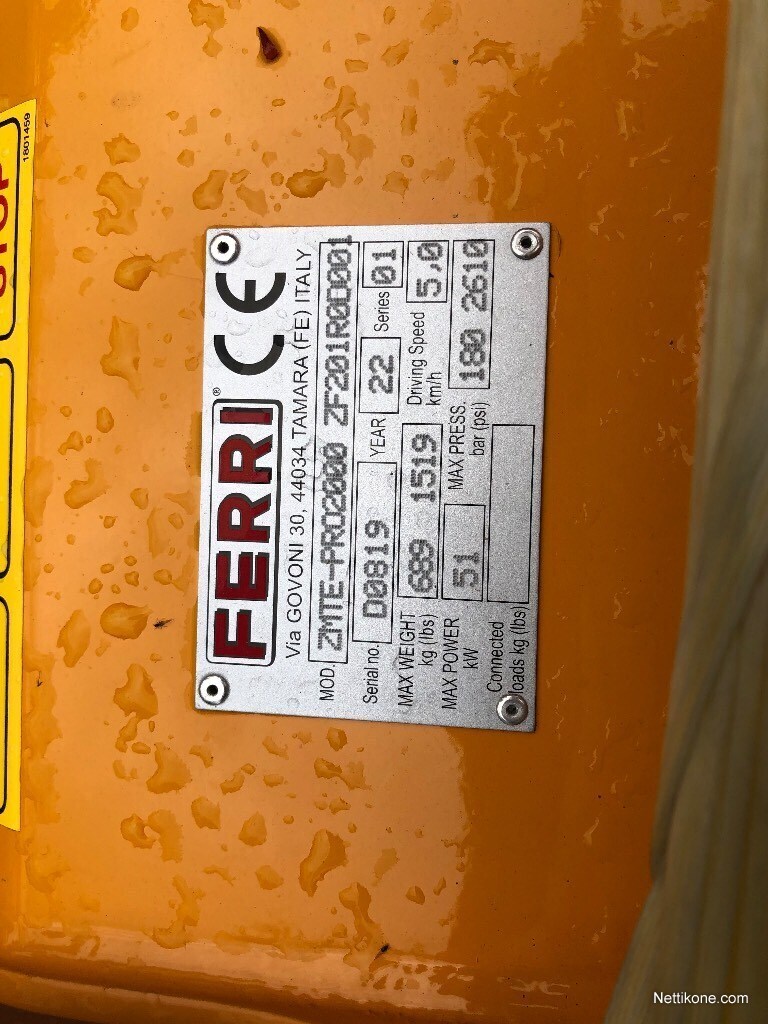 FERRI® CE
Via GOVONI 30, 44034 TAMARA (FE) ITALY
MOD. ZMTE-PRO2000 ZF201R0D001
Serial no. D0819 YEAR 22 Series 01
MAX WEIGHT kg (lbs) 689 1519 Driving Speed km/h 5,0
MAX POWER kW 51 MAX PRESS. bar (psi) 180 2610
Connected loads kg (lbs)
1801459
Nettikone.com